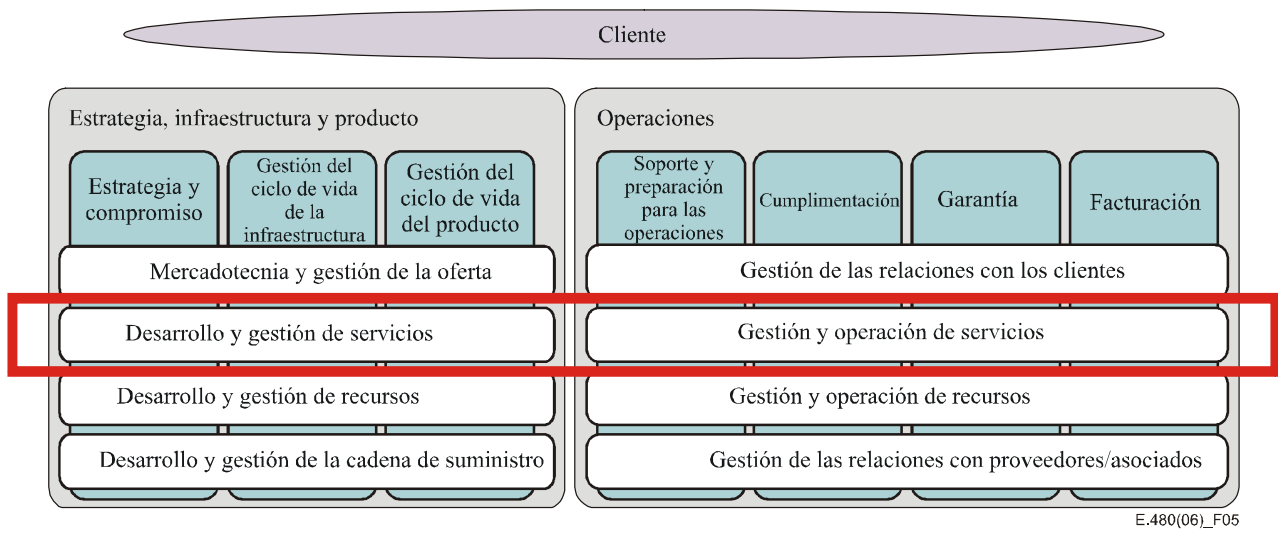 Cliente
Estrategia, infraestructura y producto
Operaciones
Estrategia y
compromiso
Gestión del
ciclo de vida
de la
infraestructura
Gestión del
ciclo de vida
del producto
Soporte y
preparación
para las
operaciones
Cumplimentación
Garantía
Facturación
Mercadotecnia y gestión de la oferta
Gestión de las relaciones con los clientes
Desarrollo y gestión de servicios
Gestión y operación de servicios
Desarrollo y gestión de recursos
Gestión y operación de recursos
Desarrollo y gestión de la cadena de suministro
Gestión de las relaciones con proveedores/asociados
E.480(06)_F05